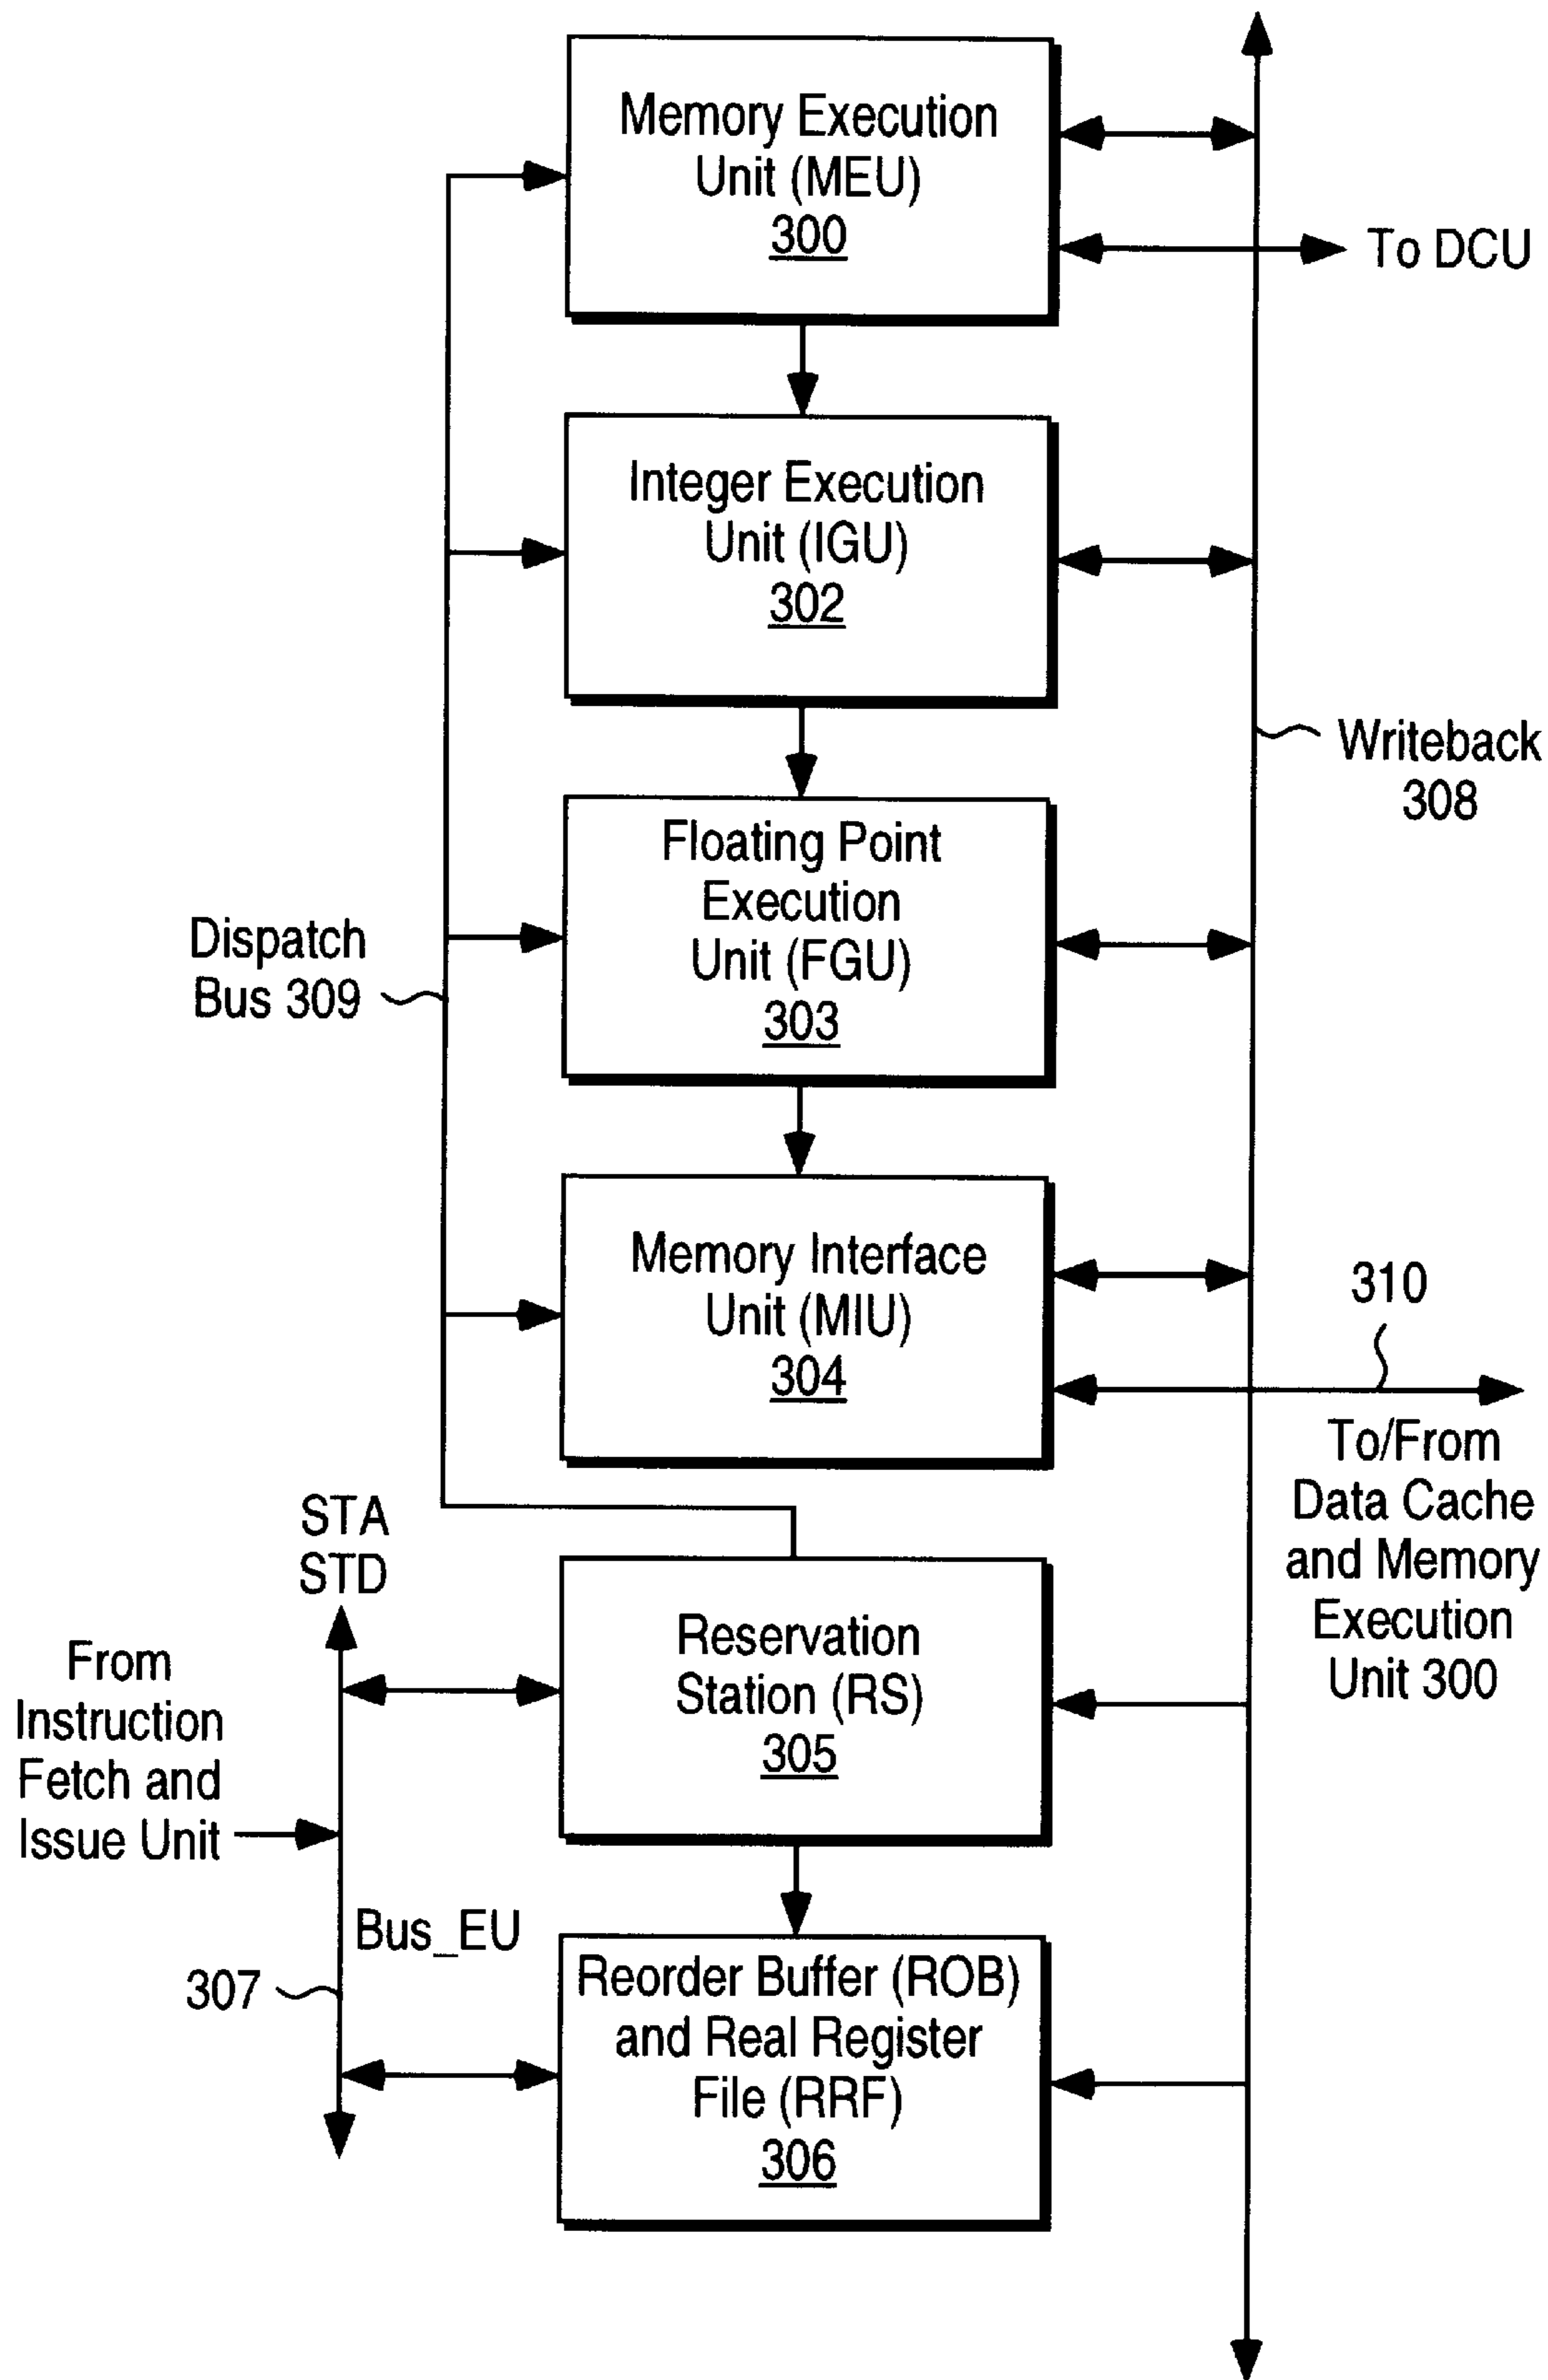 Memory Execution
Unit (MEU)
300
To DCU
Integer Execution
Unit (IGU)
302
Writeback
308
Floating Point
Execution
Unit (FGU)
303
Dispatch
Bus 309
Memory Interface
Unit (MIU)
304
310
To/From
Data Cache
and Memory
Execution
Unit 300
STA
STD
Reservation
Station (RS)
305
From
Instruction
Fetch and
Issue Unit
Bus_EU
307
Reorder Buffer (ROB)
and Real Register
File (RRF)
306